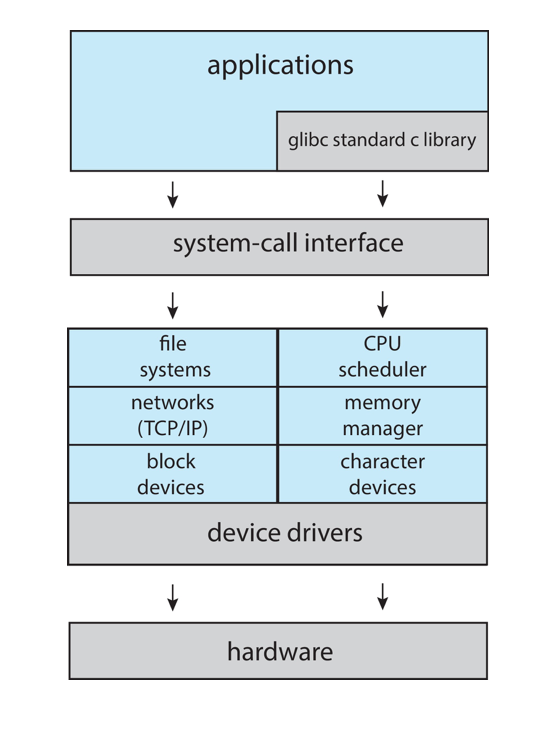 applications
glibc standard c library
system-call interface
file
systems
CPU
scheduler
networks
(TCP/IP)
memory
manager
block
devices
character
devices
device drivers
hardware